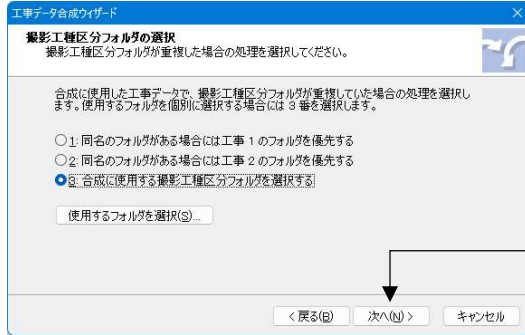 工事データ合成ウィザード
撮影工種区分フォルダの選択
撮影工種区分フォルダが重複した場合の処理を選択してください。
合成に使用した工事データで、撮影工種区分フォルダが重複していた場合の処理を選択し
ます。使用するフォルダを個別に選択する場合には 3 番を選択します。
1: 同名のフォルダがある場合には工事 1 のフォルダを優先する
2: 同名のフォルダがある場合には工事 2 のフォルダを優先する
3: 合成に使用する撮影工種区分フォルダを選択する
使用するフォルダを選択(S)...
< 戻る(B) 次へ(N) > キャンセル